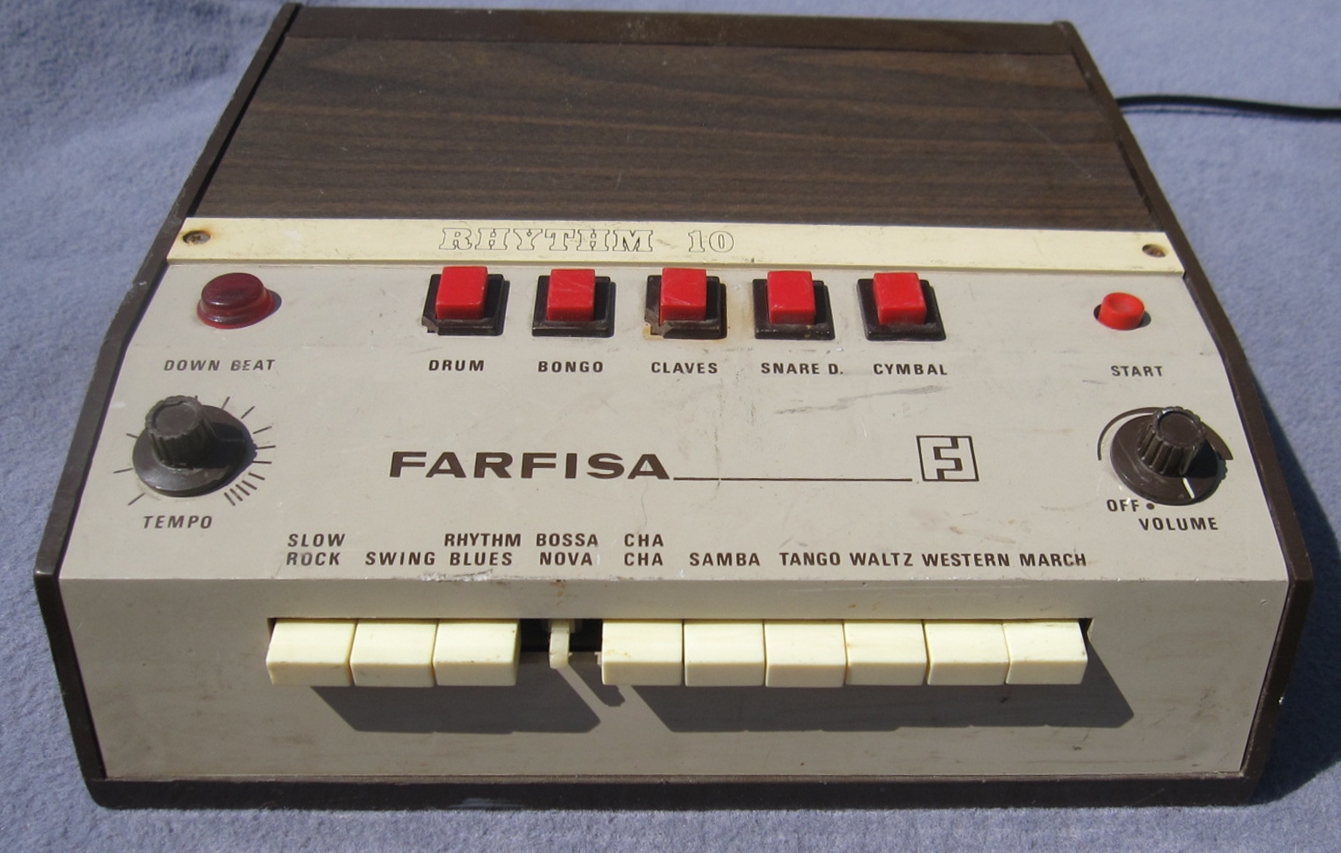 RHYTHM 10
DOWN BEAT
DRUM
BONGO
CLAVES
SNARE D.
CYMBAL
START
FARFISA
TEMPO
OFF
VOLUME
SLOW ROCK
SWING
RHYTHM BLUES
BOSSA NOVA
CHA CHA
SAMBA
TANGO
WALTZ
WESTERN
MARCH